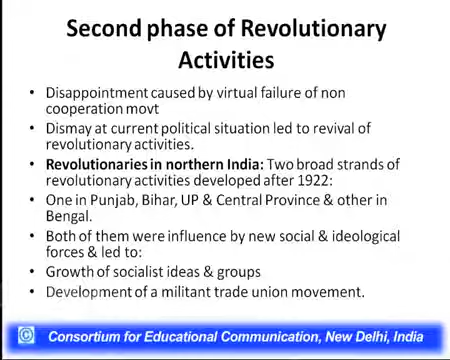 Second phase of Revolutionary
Activities
• Disappointment caused by virtual failure of non
cooperation movt
• Dismay at current political situation led to revival of
revolutionary activities.
• Revolutionaries in northern India: Two broad strands of
revolutionary activities developed after 1922:
• One in Punjab, Bihar, UP & Central Province & other in
Bengal.
• Both of them were influence by new social & ideological
forces & led to:
• Growth of socialist ideas & groups
• Development of a militant trade union movement.
© Consortium for Educational Communication, New Delhi, India